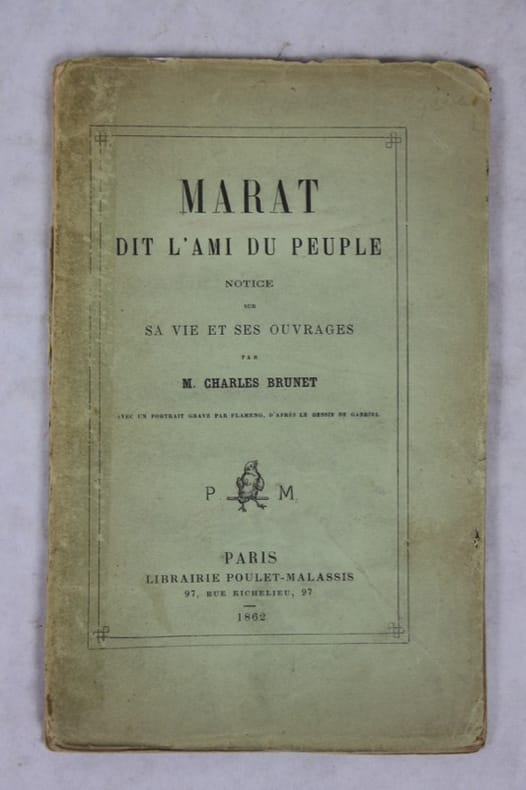 MARAT
DIT L'AMI DU PEUPLE
NOTICE
SUR
SA VIE ET SES OUVRAGES
PAR
M. CHARLES BRUNET
AVEC UN PORTRAIT GRAVÉ PAR FLAMENG, D'APRÈS LE DESSIN DE GABRIEL
P M
PARIS
LIBRAIRIE POULET-MALASSIS
97, RUE RICHELIEU, 97
1862